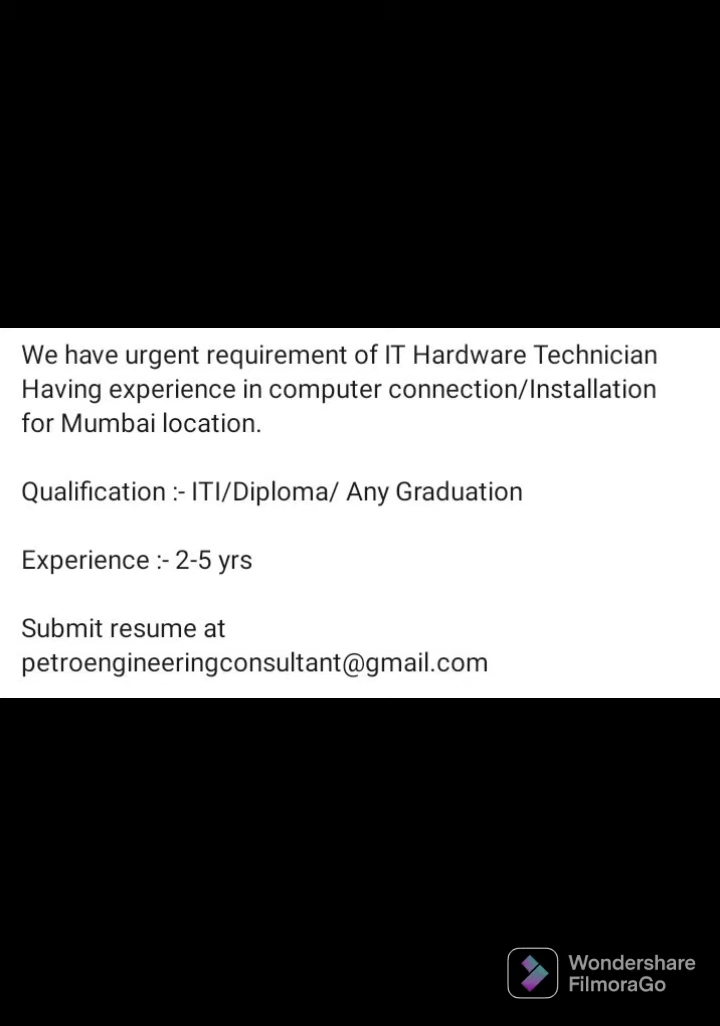 We have urgent requirement of IT Hardware Technician
Having experience in computer connection/Installation
for Mumbai location.
Qualification :- ITI/Diploma/ Any Graduation
Experience :- 2-5 yrs
Submit resume at
petroengineeringconsultant@gmail.com
Wondershare
FilmoraGo